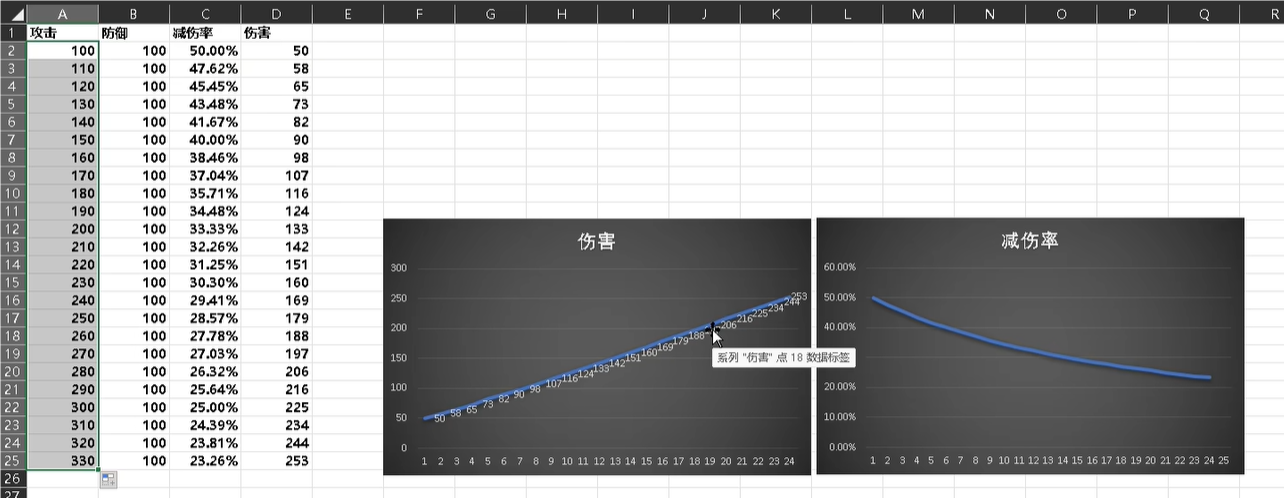 A B C D E F G H I J K L M N O P Q R
1 攻击 防御 减伤率 伤害
2 100 100 50.00% 50
3 110 100 47.62% 58
4 120 100 45.45% 65
5 130 100 43.48% 73
6 140 100 41.67% 82
7 150 100 40.00% 90
8 160 100 38.46% 98
9 170 100 37.04% 107
10 180 100 35.71% 116
11 190 100 34.48% 124
12 200 100 33.33% 133
13 210 100 32.26% 142
14 220 100 31.25% 151
15 230 100 30.30% 160
16 240 100 29.41% 169
17 250 100 28.57% 179
18 260 100 27.78% 188
19 270 100 27.03% 197
20 280 100 26.32% 206
21 290 100 25.64% 216
22 300 100 25.00% 225
23 310 100 24.39% 234
24 320 100 23.81% 244
25 330 100 23.26% 253
26
27
伤害
300
250
200
150
100
50
0
50 58 65 73 82 90 98 107 116 124 133 142 151 160 169 179 188 206 216 225 234 244 253
1 2 3 4 5 6 7 8 9 10 11 12 13 14 15 16 17 18 19 20 21 22 23 24
系列 "伤害" 点 18 数据标签
减伤率
60.00%
50.00%
40.00%
20.00%
10.00%
0.00%
1 2 3 4 5 6 7 8 9 10 11 12 13 14 15 16 17 18 19 20 21 22 23 24 25